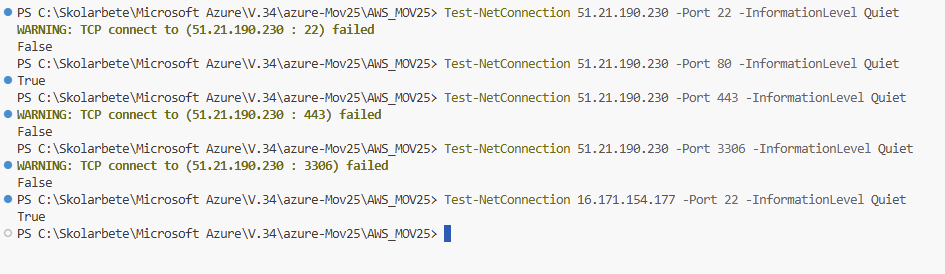 PS C:\Skolarbete\Microsoft Azure\V.34\azure-Mov25\AWS_MOV25> Test-NetConnection 51.21.190.230 -Port 22 -InformationLevel Quiet
WARNING: TCP connect to (51.21.190.230 : 22) failed
False
PS C:\Skolarbete\Microsoft Azure\V.34\azure-Mov25\AWS_MOV25> Test-NetConnection 51.21.190.230 -Port 80 -InformationLevel Quiet
True
PS C:\Skolarbete\Microsoft Azure\V.34\azure-Mov25\AWS_MOV25> Test-NetConnection 51.21.190.230 -Port 443 -InformationLevel Quiet
WARNING: TCP connect to (51.21.190.230 : 443) failed
False
PS C:\Skolarbete\Microsoft Azure\V.34\azure-Mov25\AWS_MOV25> Test-NetConnection 51.21.190.230 -Port 3306 -InformationLevel Quiet
WARNING: TCP connect to (51.21.190.230 : 3306) failed
False
PS C:\Skolarbete\Microsoft Azure\V.34\azure-Mov25\AWS_MOV25> Test-NetConnection 16.171.154.177 -Port 22 -InformationLevel Quiet
True
PS C:\Skolarbete\Microsoft Azure\V.34\azure-Mov25\AWS_MOV25>